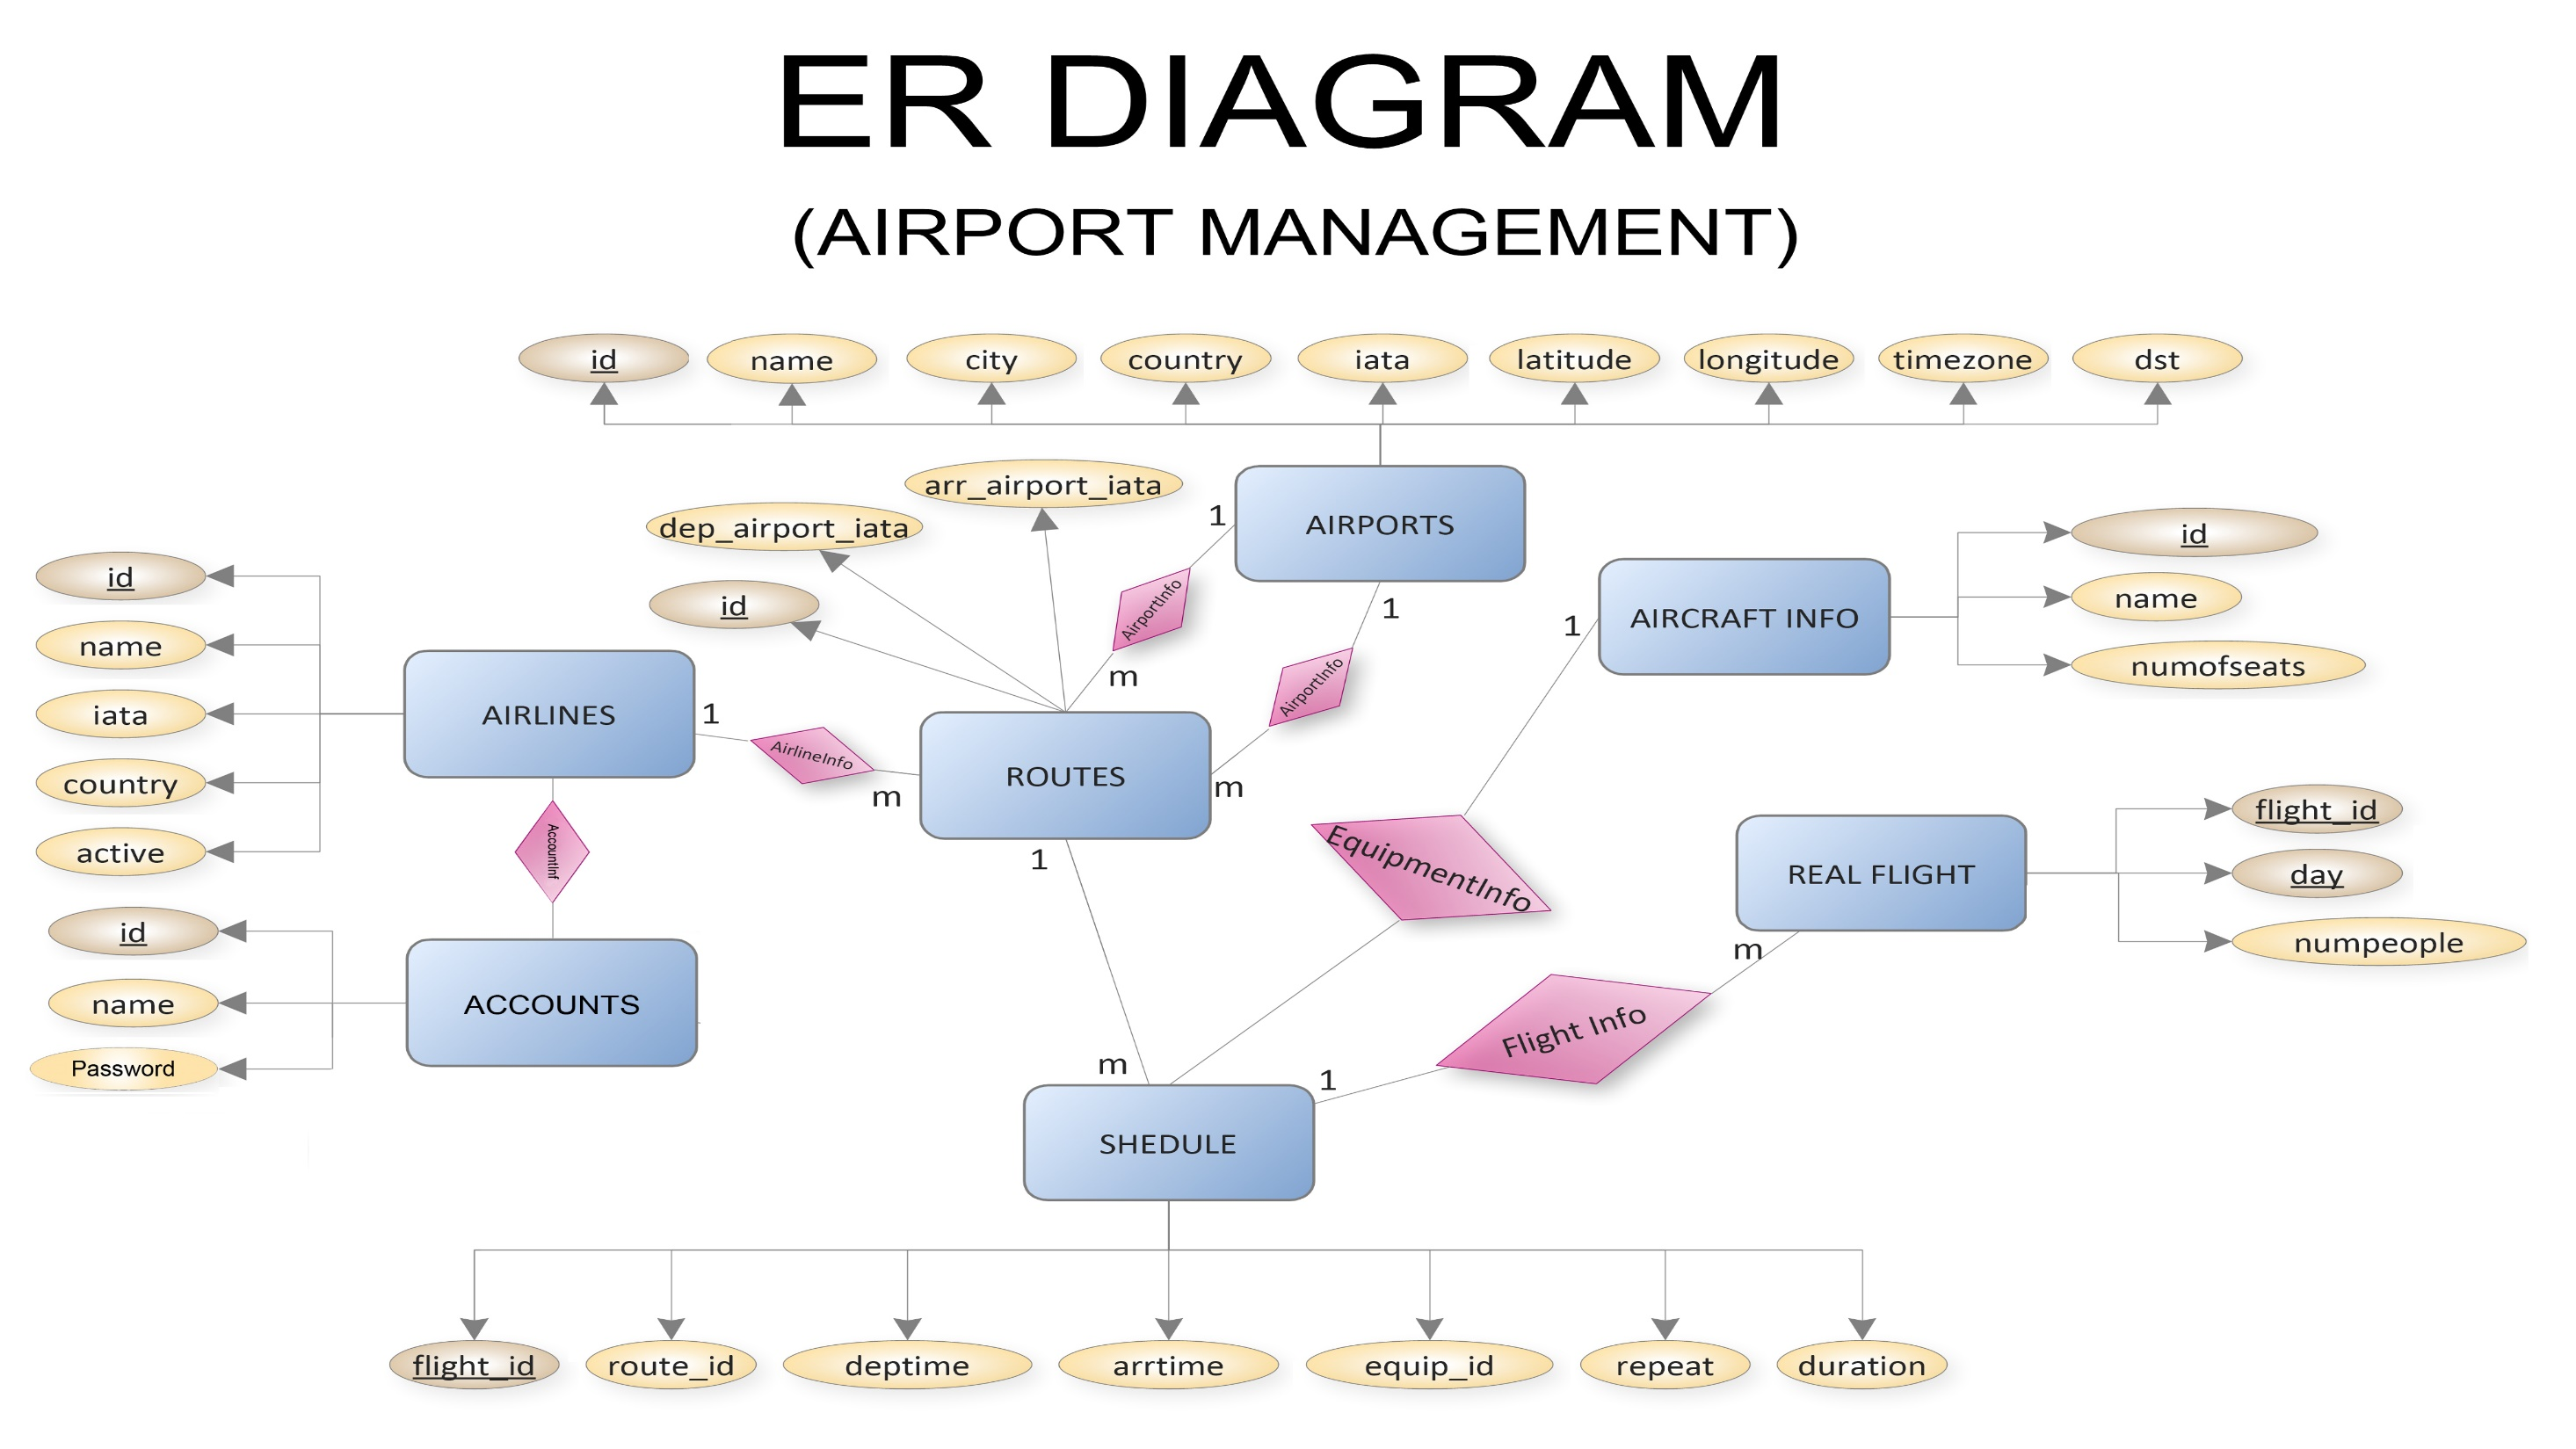 ER DIAGRAM
(AIRPORT MANAGEMENT)
id
name
city
country
iata
latitude
longitude
timezone
dst
arr_airport_iata
dep_airport_iata
id
AIRPORTS
1
1
AirportInfo
m
AirportInfo
m
AIRCRAFT INFO
1
id
name
numofseats
id
name
iata
country
active
AIRLINES
1
AirlineInfo
m
ROUTES
1
AccountInf
EquipmentInfo
REAL FLIGHT
m
flight_id
day
numpeople
id
name
Password
ACCOUNTS
Flight Info
m
1
SHEDULE
flight_id
route_id
deptime
arrtime
equip_id
repeat
duration